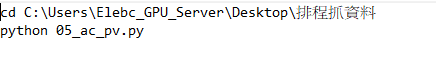 cd C:\Users\Elebc_GPU_Server\Desktop\排程抓資料
python 05_ac_pv.py